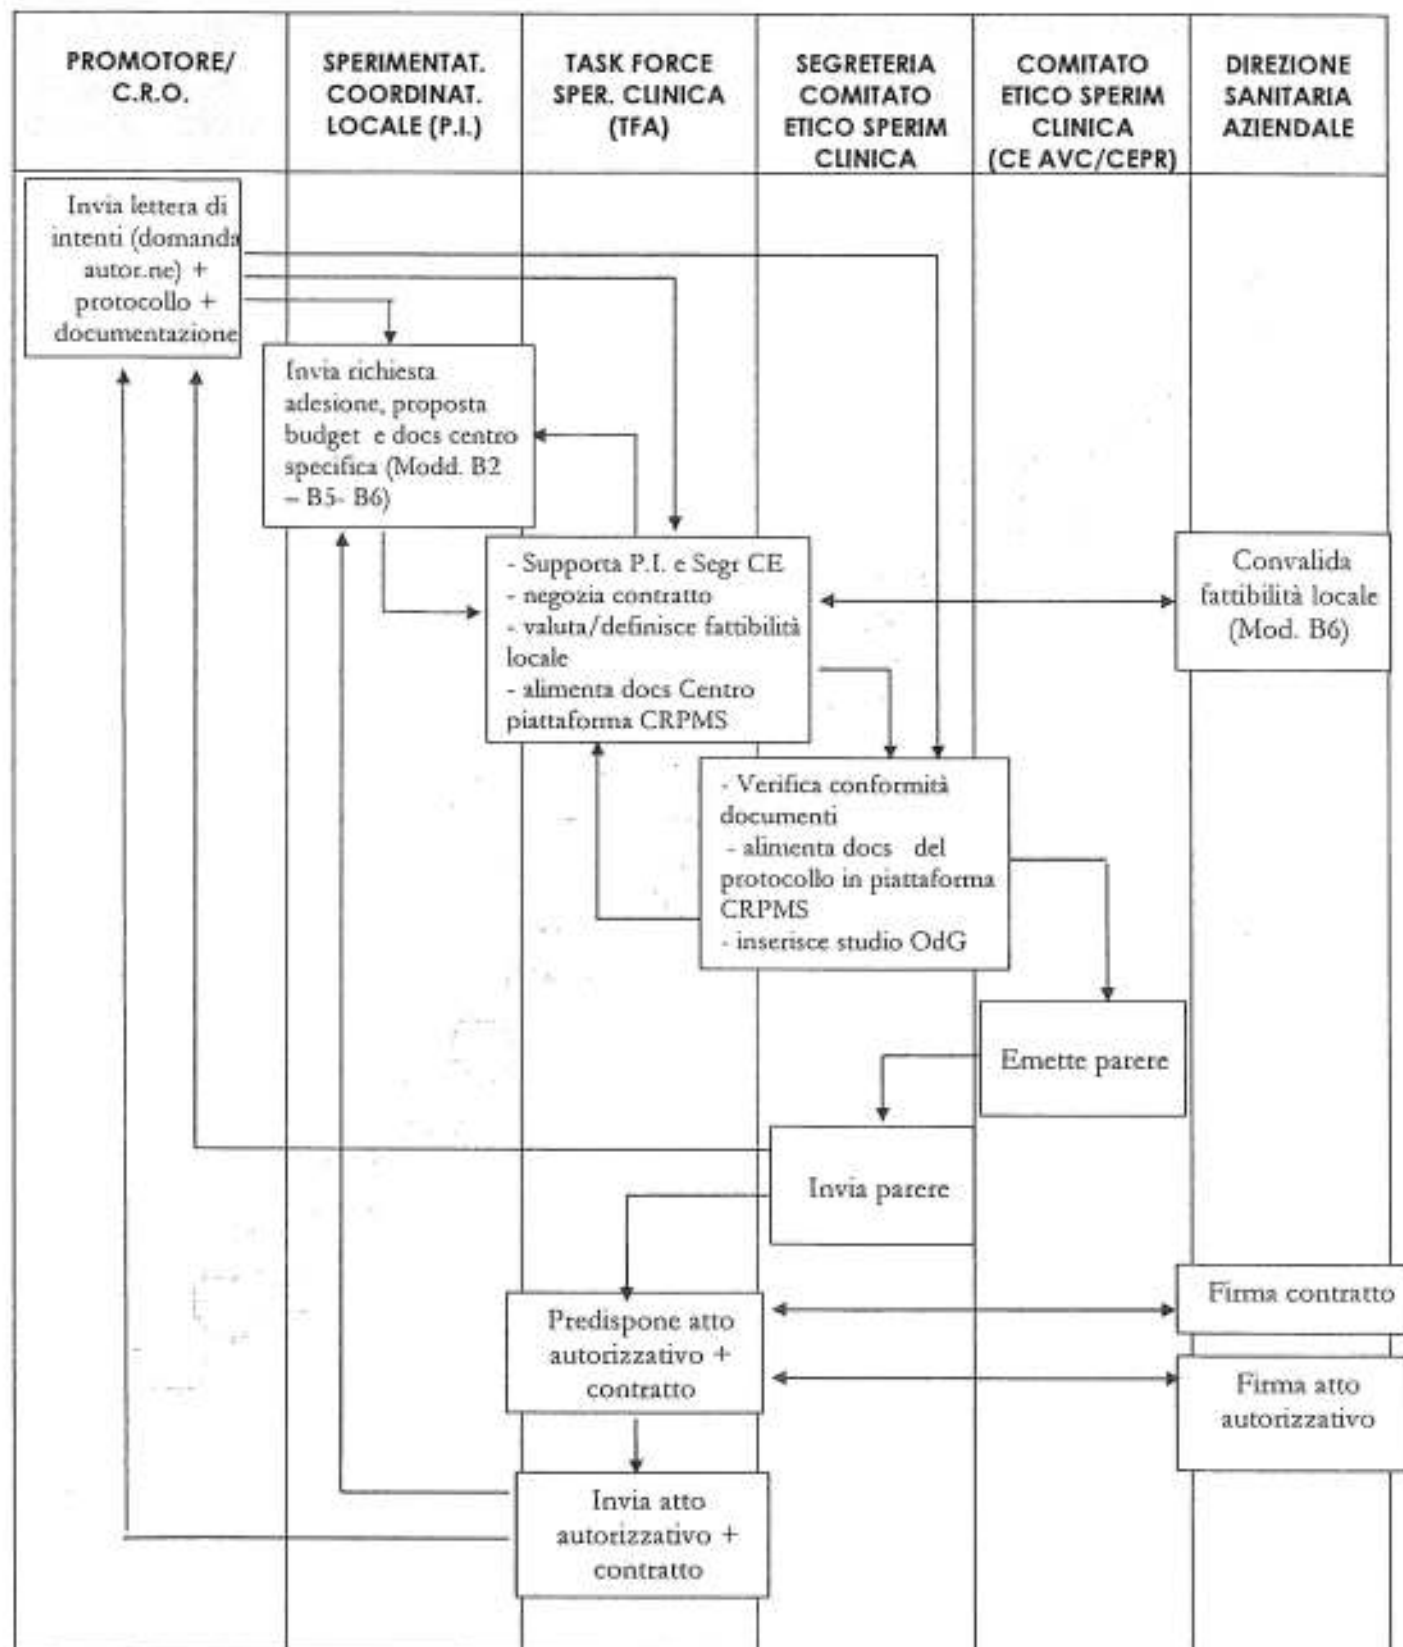 PROMOTORE/
C.R.O.
SPERIMENTAT.
COORDINAT.
LOCALE (P.I.)
TASK FORCE
SPER. CLINICA
(TFA)
SEGRETERIA
COMITATO
ETICO SPERIM
CLINICA
COMITATO
ETICO SPERIM
CLINICA
(CE AVC/CEPR)
DIREZIONE
SANITARIA
AZIENDALE
Invia lettera di
intenti (domanda
autor.ne) +
protocollo +
documentazione
Invia richiesta
adesione, proposta
budget e docs centro
specifica (Modd. B2
– B5- B6)
- Supporta P.I. e Segr CE
- negozia contratto
- valuta/definisce fattibilità
locale
- alimenta docs Centro
piattaforma CRPMS
Convalida
fattibilità locale
(Mod. B6)
- Verifica conformità
documenti
- alimenta docs del
protocollo in piattaforma
CRPMS
- inserisce studio OdG
Emette parere
Invia parere
Predispone atto
autorizzativo +
contratto
Firma contratto
Firma atto
autorizzativo
Invia atto
autorizzativo +
contratto